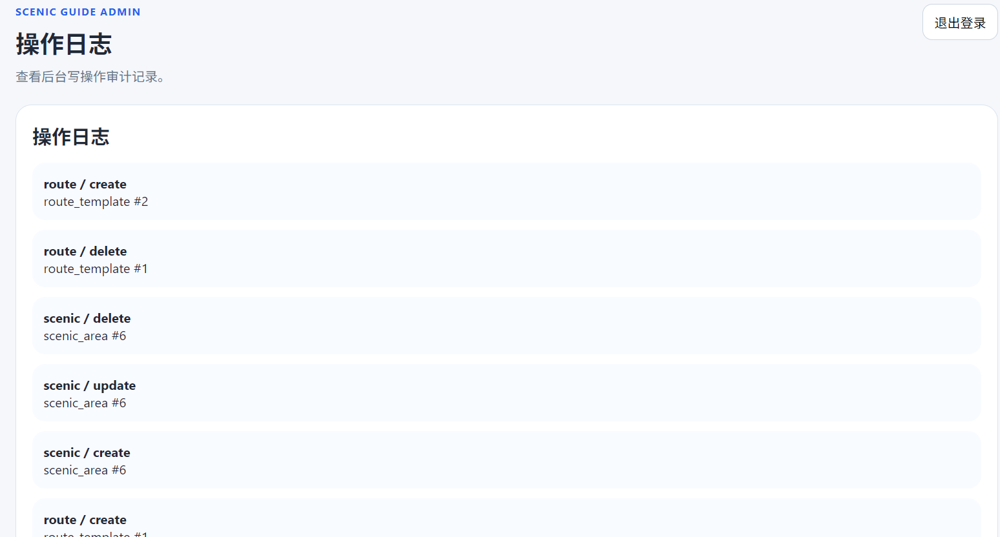 SCENIC GUIDE ADMIN
操作日志
查看后台写操作审计记录。
退出登录
操作日志
route / create
route_template #2
route / delete
route_template #1
scenic / delete
scenic_area #6
scenic / update
scenic_area #6
scenic / create
scenic_area #6
route / create
route_template #1